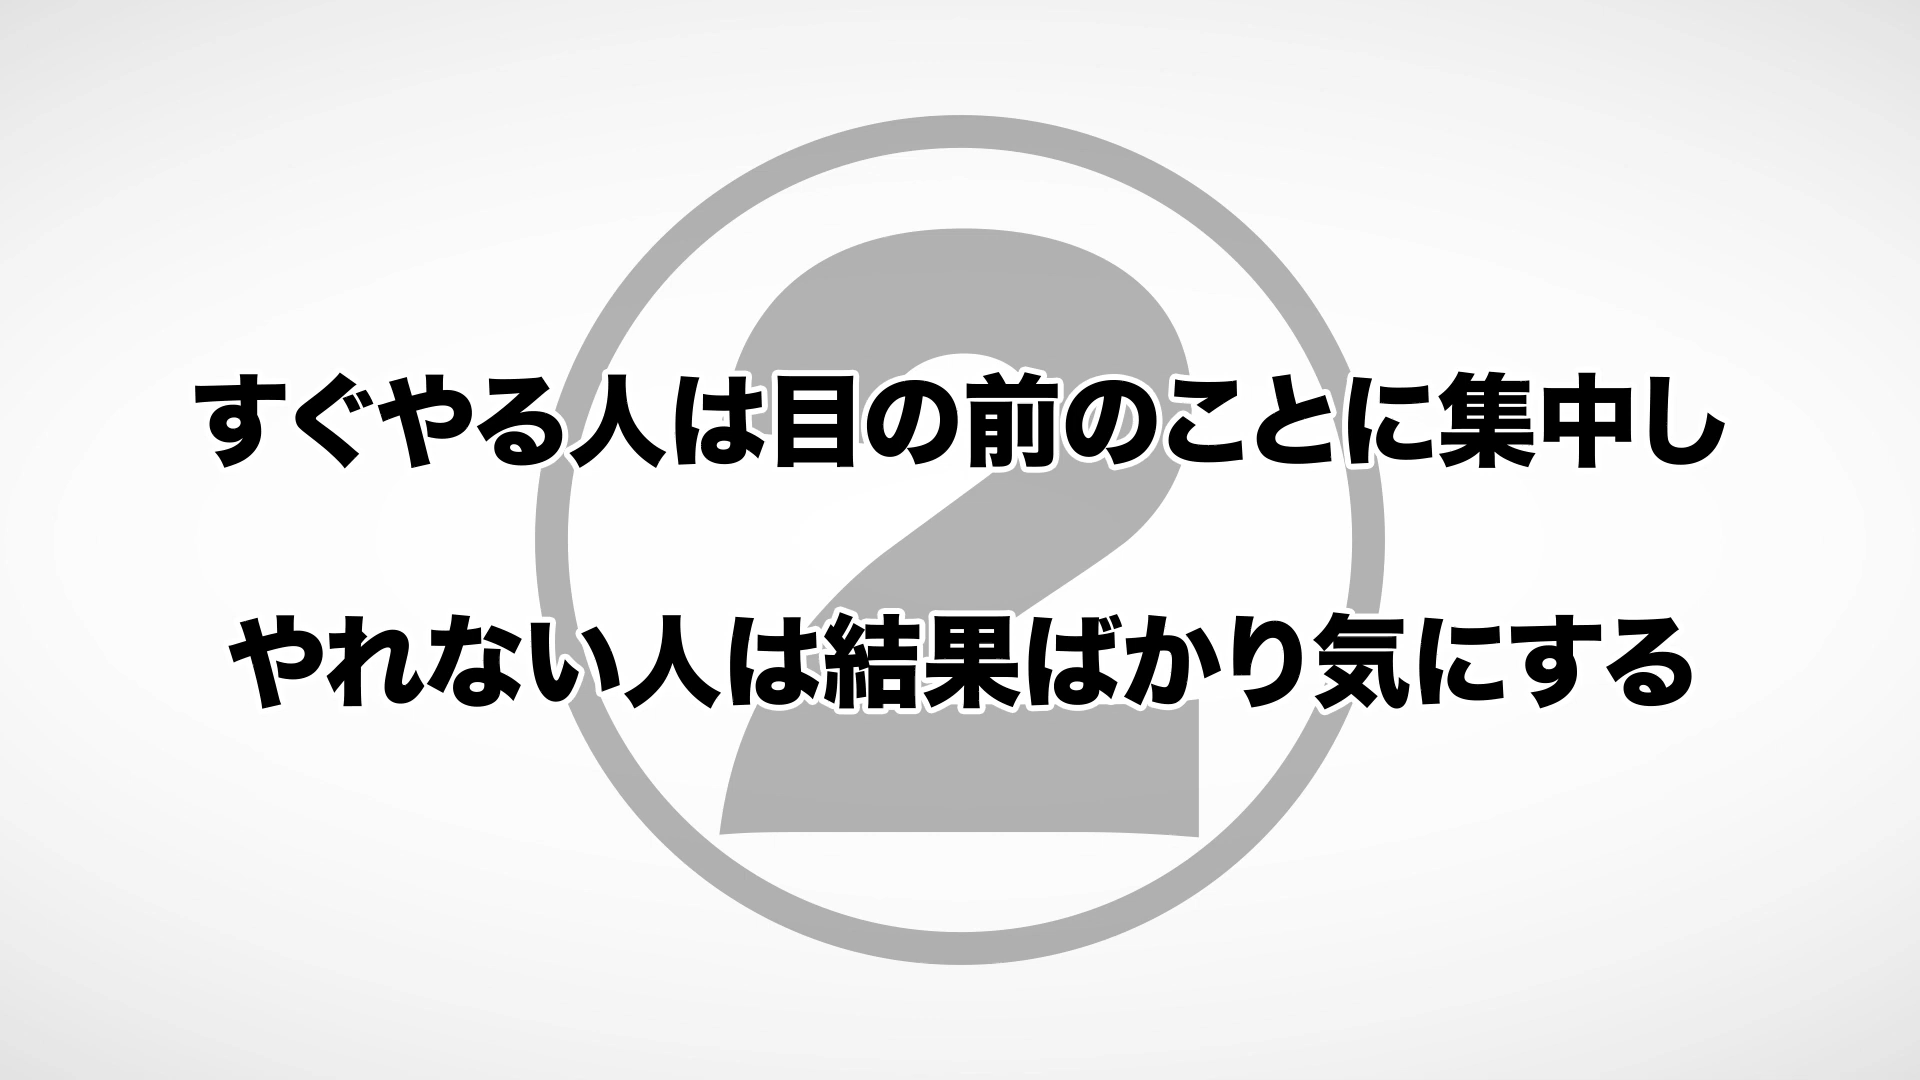 ②
すぐやる人は目の前のことに集中し
やれない人は結果ばかり気にする